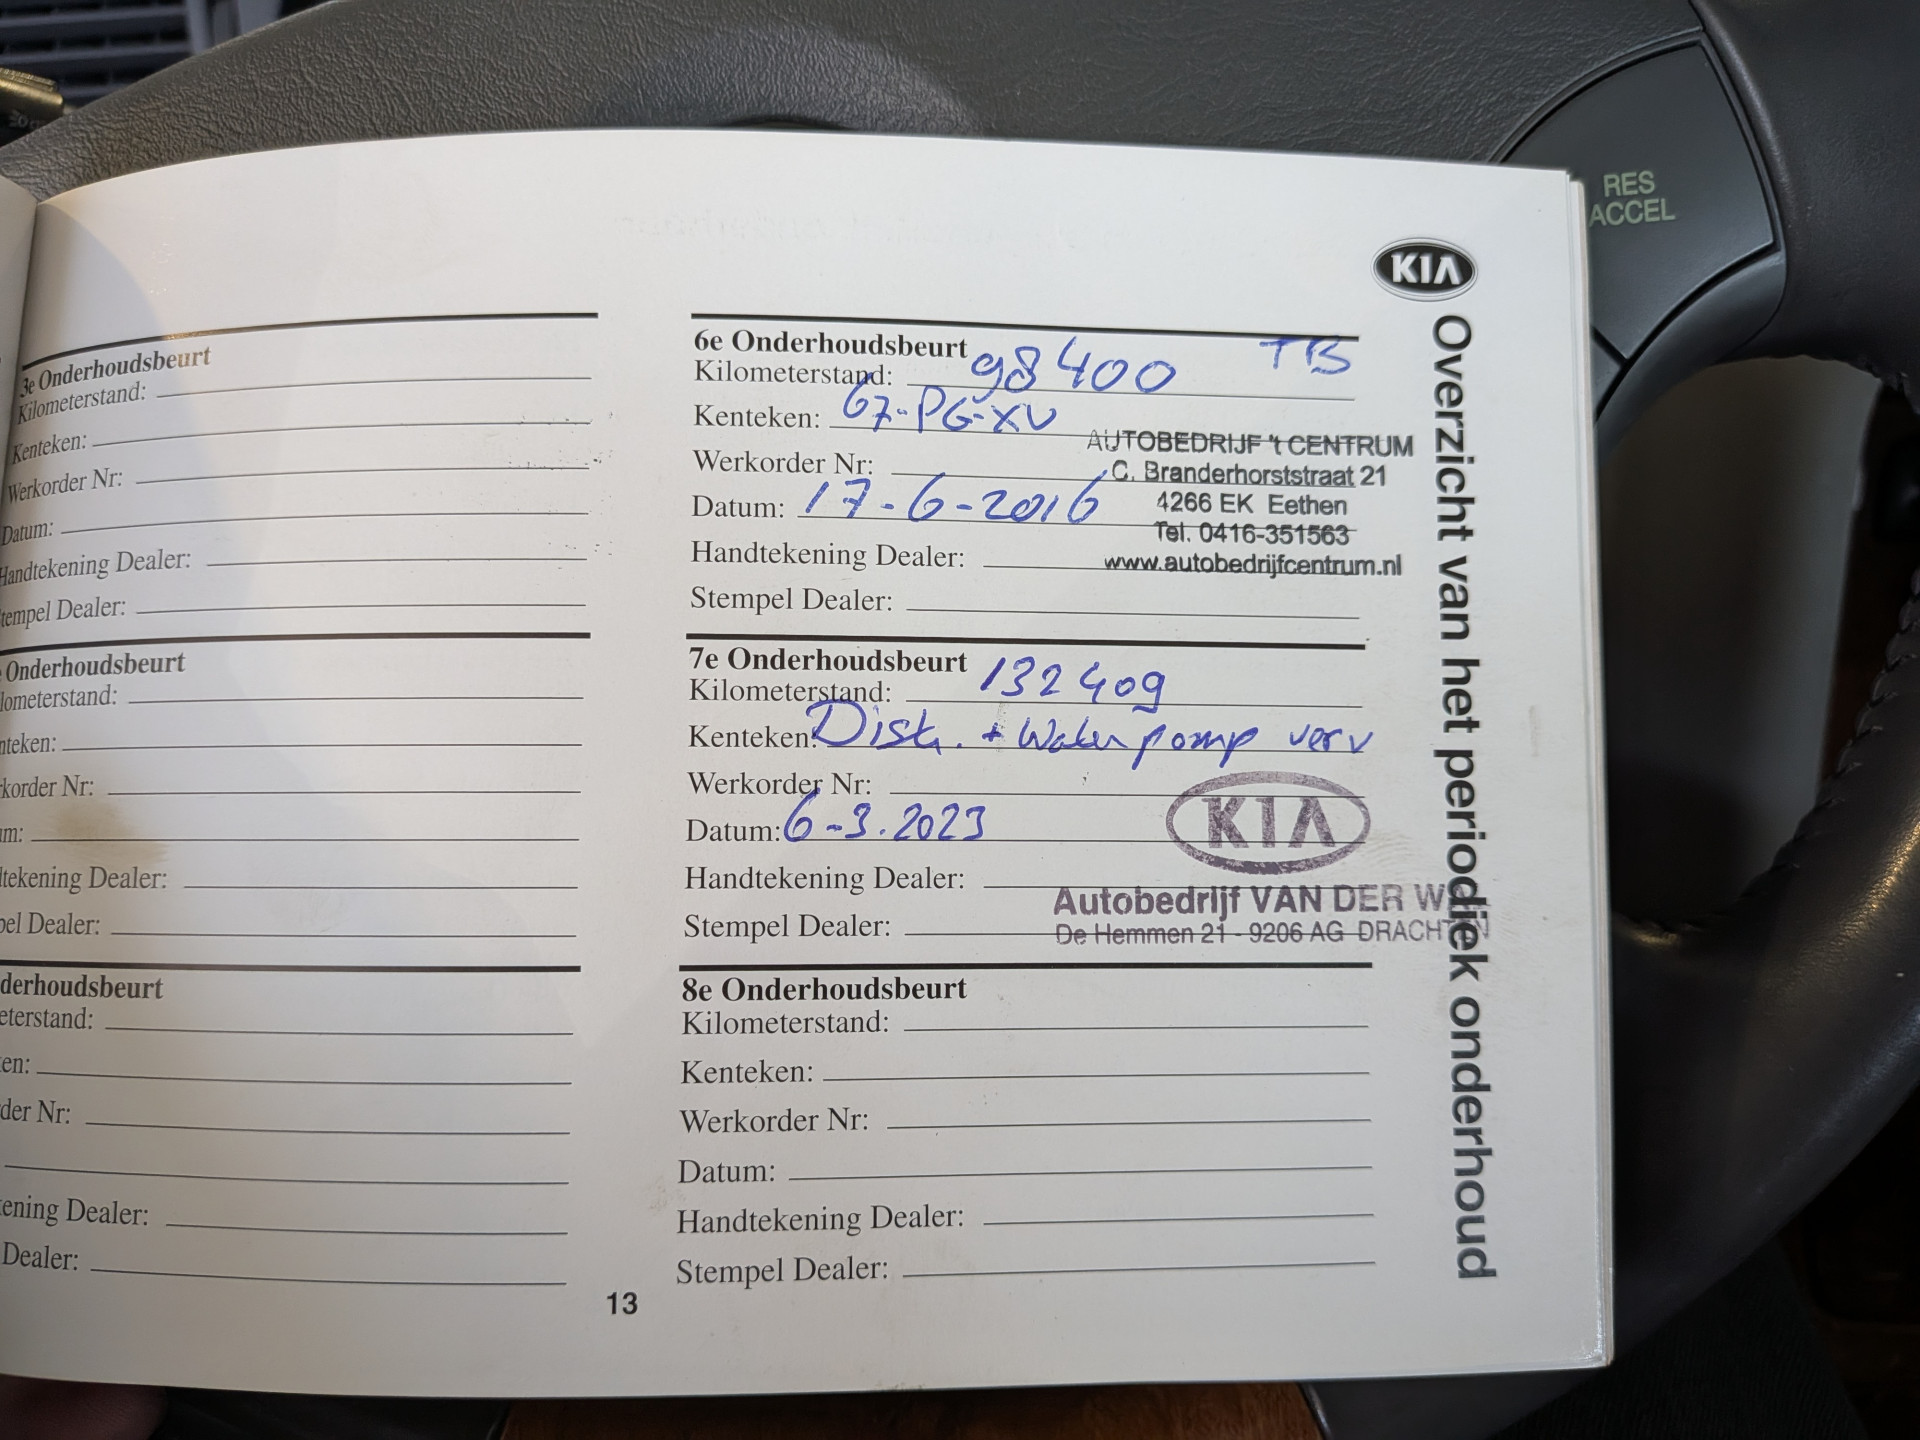 RES
ACCEL
KIA
Overzicht van het periodiek onderhoud
3e Onderhoudsbeurt
Kilometerstand:
Kenteken:
Werkorder Nr:
Datum:
Handtekening Dealer:
Stempel Dealer:
Onderhoudsbeurt
lometerstand:
nteken:
korder Nr:
um:
dtekening Dealer:
pel Dealer:
derhoudsbeurt
eterstand:
en:
der Nr:
ening Dealer:
Dealer:
6e Onderhoudsbeurt TB
Kilometerstand: 98400
Kenteken: 67-PG-XV
AUTOBEDRIJF 't CENTRUM
Werkorder Nr:
C. Branderhorststraat 21
4266 EK Eethen
Datum: 17-6-2016
Tel. 0416-351563
Handtekening Dealer:
www.autobedrijfcentrum.nl
Stempel Dealer:
7e Onderhoudsbeurt
Kilometerstand: 132409
Kenteken: Distr. + Waterpomp verv
Werkorder Nr:
Datum: 6-3.2023
KIA
Handtekening Dealer:
Autobedrijf VAN DER W
Stempel Dealer:
De Hemmen 21 - 9206 AG DRACHTEN
8e Onderhoudsbeurt
Kilometerstand:
Kenteken:
Werkorder Nr:
Datum:
Handtekening Dealer:
Stempel Dealer:
13